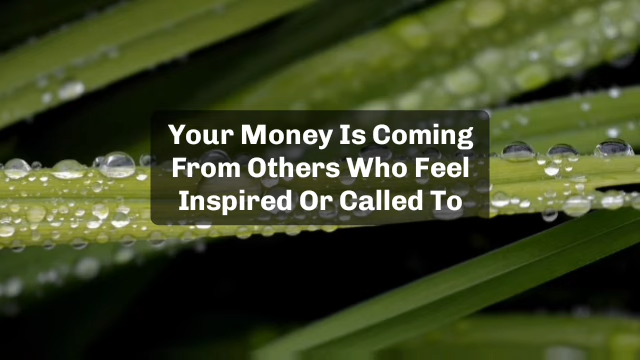 Your Money Is Coming
From Others Who Feel
Inspired Or Called To